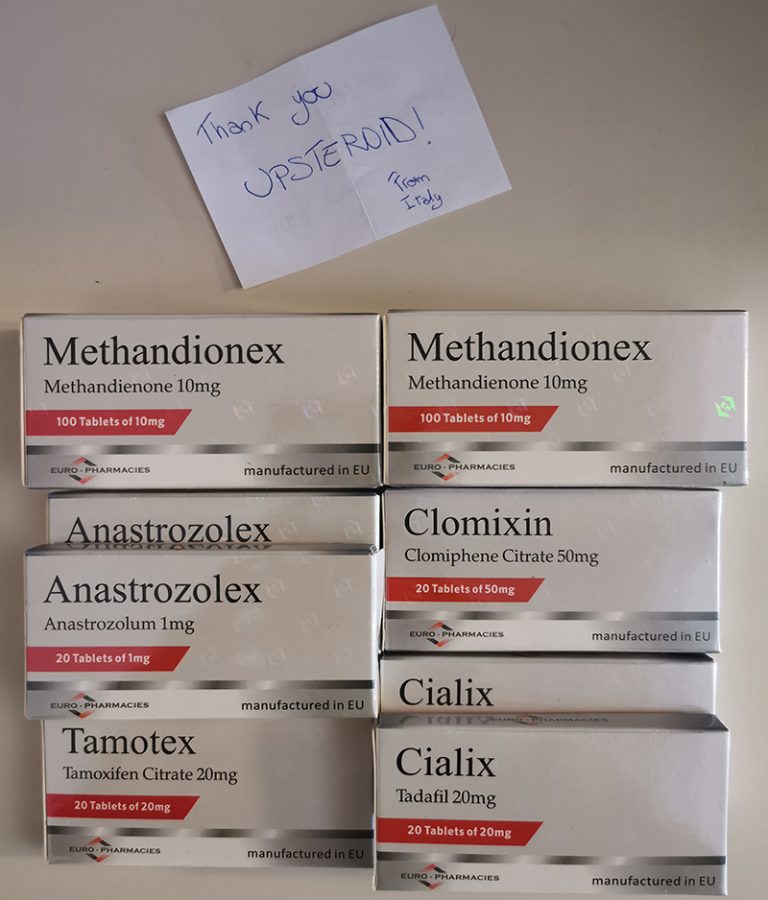 Thank you
UPSTEROID!
From
Italy
Methandionex
Methandienone 10mg
100 Tablets of 10mg
EURO-PHARMACIES
manufactured in EU
Methandionex
Methandienone 10mg
100 Tablets of 10mg
EURO-PHARMACIES
manufactured in EU
Anastrozolex
Anastrozolex
Anastrozolum 1mg
20 Tablets of 1mg
EURO-PHARMACIES
manufactured in EU
Clomixin
Clomiphene Citrate 50mg
20 Tablets of 50mg
EURO-PHARMACIES
manufactured in EU
Tamotex
Tamoxifen Citrate 20mg
20 Tablets of 20mg
EURO-PHARMACIES
manufactured in EU
Cialix
EURO-PHARMACIES
Cialix
Tadafil 20mg
20 Tablets of 20mg
EURO-PHARMACIES
manufactured in EU